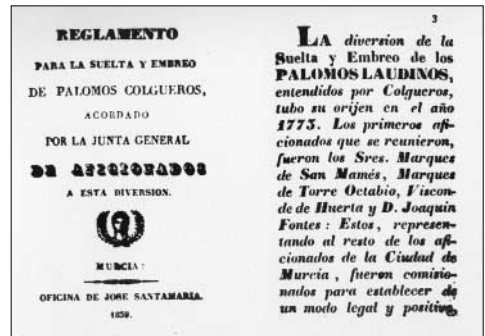 REGLAMENTO
PARA LA SUELTA Y EMBREO
DE PALOMOS COLGUEROS,
ACORDADO
POR LA JUNTA GENERAL
DE AFICIONADOS
A ESTA DIVERSION.
MURCIA:
OFICINA DE JOSE SANTAMARIA.
1839.
3
LA diversion de la
Suelta y Embreo de los
PALOMOS LAUDINOS,
entendidos por Colgueros,
tubo su orijen en el año
1773. Los primeros afi-
cionados que se reunieron,
fueron los Sres. Marques
de San Mamés, Marques
de Torre Octabio, Viscon-
de de Huerta y D. Joaquin
Fontes: Estos, represen-
tando al resto de los afi-
cionados de la Ciudad de
Murcia, fueron comisio-
nados para establecer de
un modo legal y positivo,